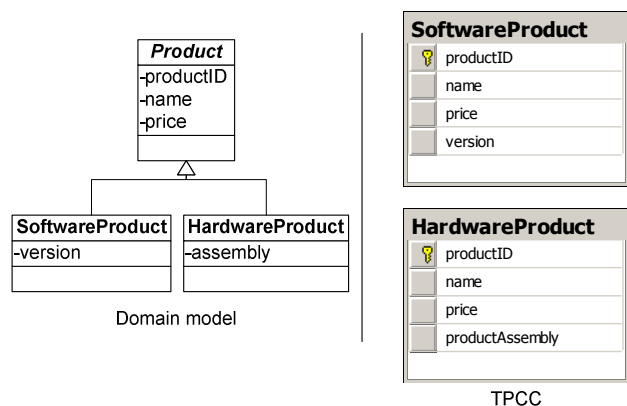 Product
-productID
-name
-price
SoftwareProduct
-version
HardwareProduct
-assembly
Domain model
SoftwareProduct
productID
name
price
version
HardwareProduct
productID
name
price
productAssembly
TPCC